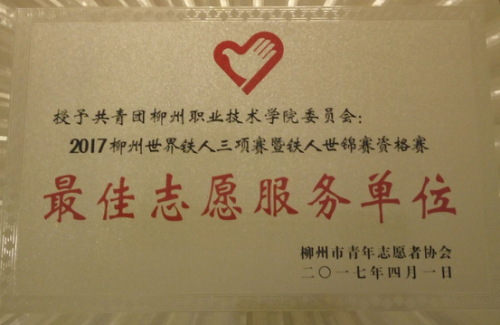 授予共青团柳州职业技术学院委员会:
2017柳州世界铁人三项赛暨铁人世锦赛资格赛
最佳志愿服务单位
柳州市青年志愿者协会
二〇一七年四月一日